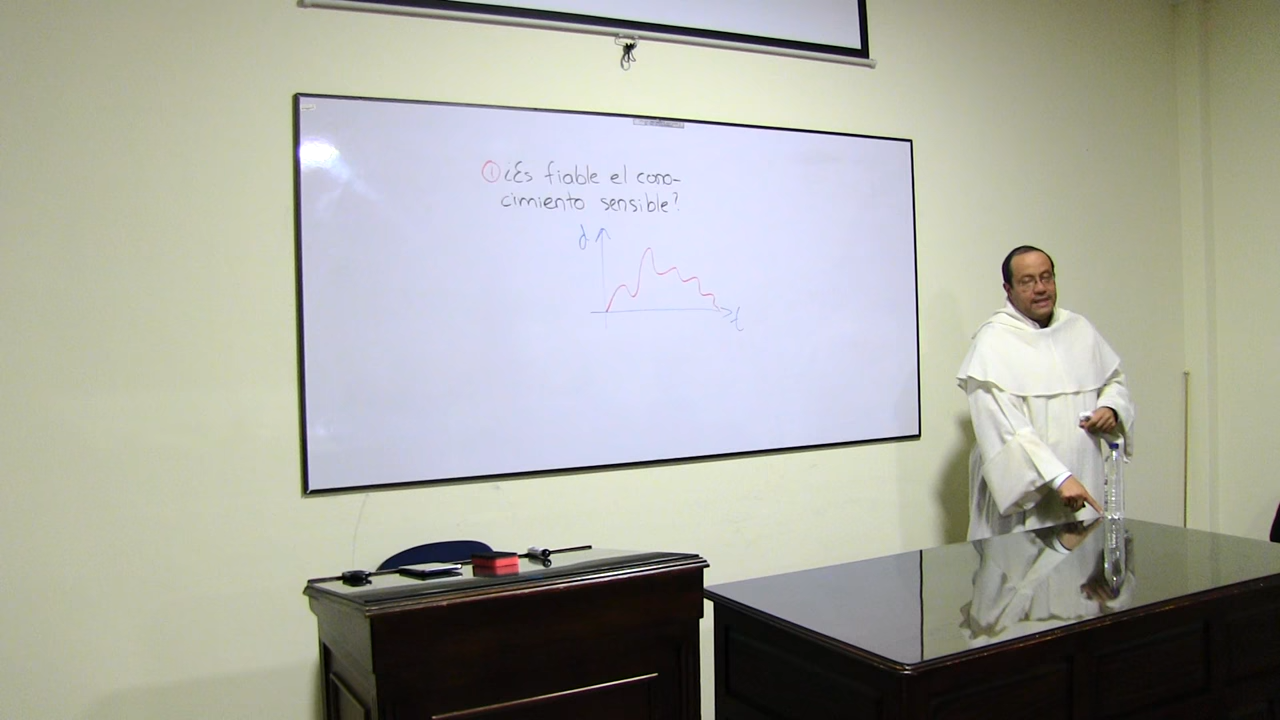 ① ¿Es fiable el cono-
cimiento sensible?
d
t